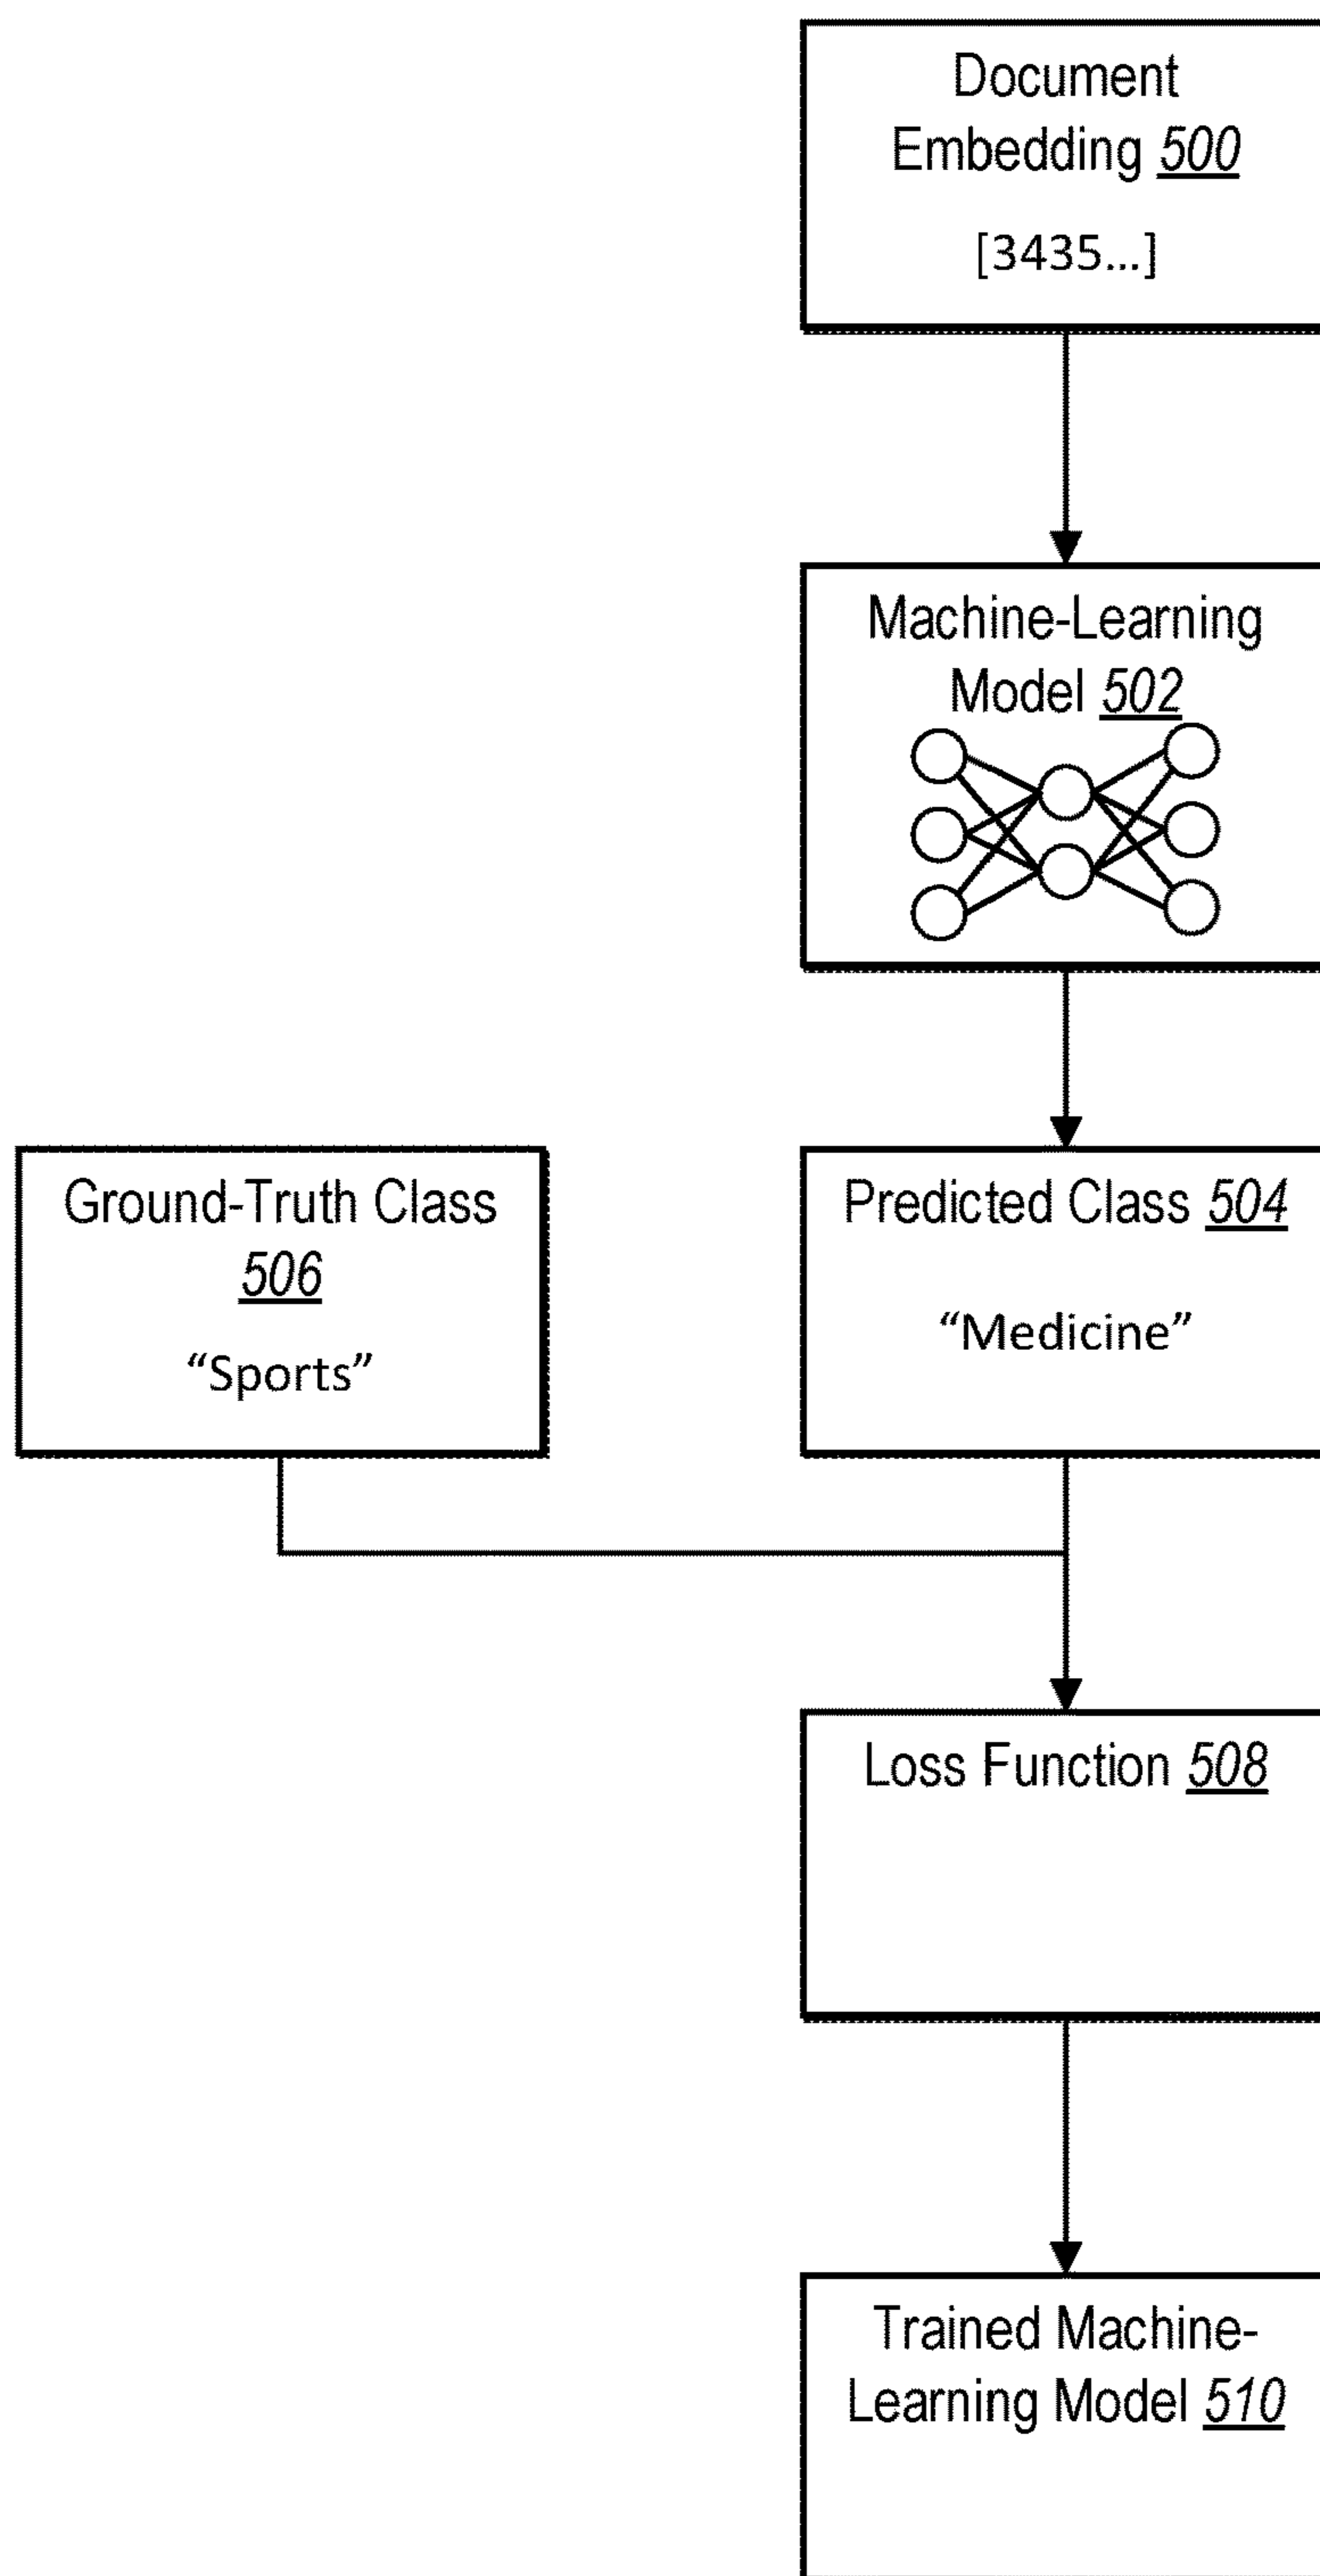 Document
Embedding 500
[3435...]
Machine-Learning
Model 502
Ground-Truth Class
506
“Sports”
Predicted Class 504
“Medicine”
Loss Function 508
Trained Machine-
Learning Model 510